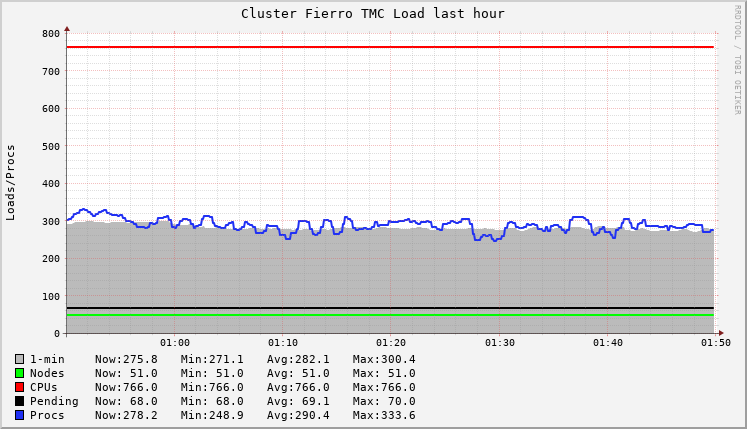 Cluster Fierro TMC Load last hour
RRDTOOL / TOBI OETIKER
Loads/Procs
800
700
600
500
400
300
200
100
0
01:00 01:10 01:20 01:30 01:40 01:50
1-min Now:275.8 Min:271.1 Avg:282.1 Max:300.4
Nodes Now: 51.0 Min: 51.0 Avg: 51.0 Max: 51.0
CPUs Now:766.0 Min:766.0 Avg:766.0 Max:766.0
Pending Now: 68.0 Min: 68.0 Avg: 69.1 Max: 70.0
Procs Now:278.2 Min:248.9 Avg:290.4 Max:333.6